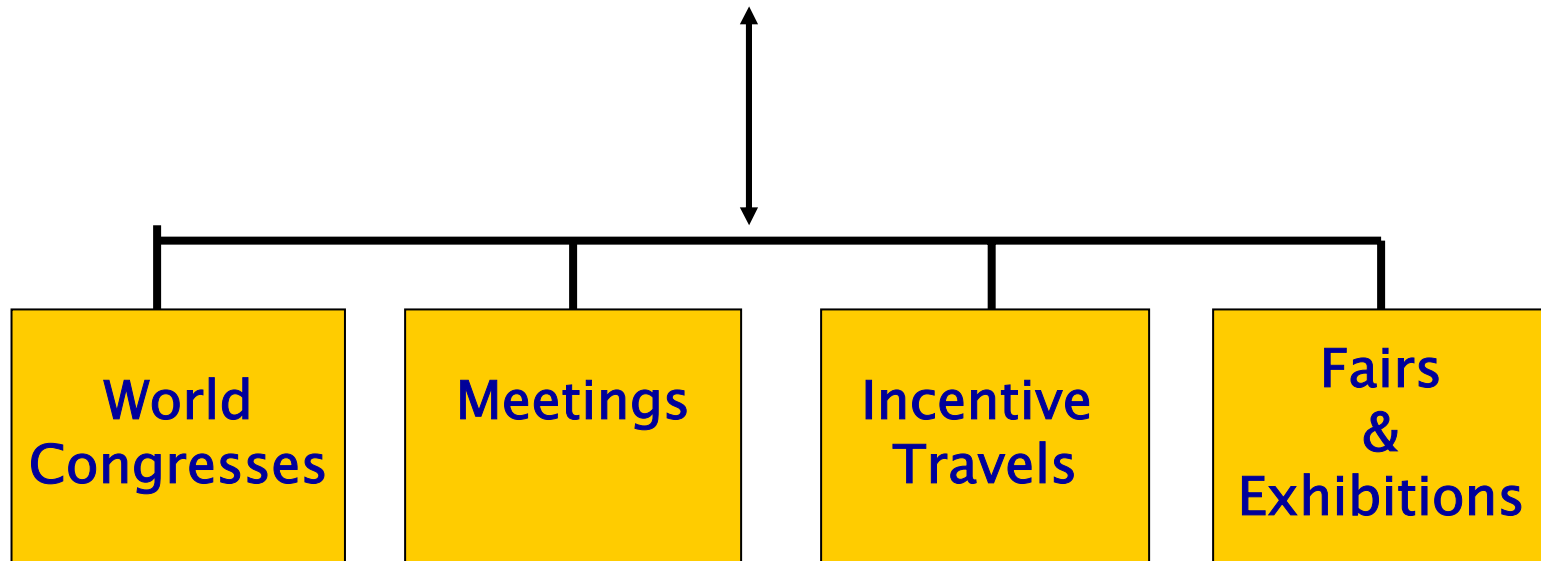 World
Congresses
Meetings
Incentive
Travels
Fairs
&
Exhibitions